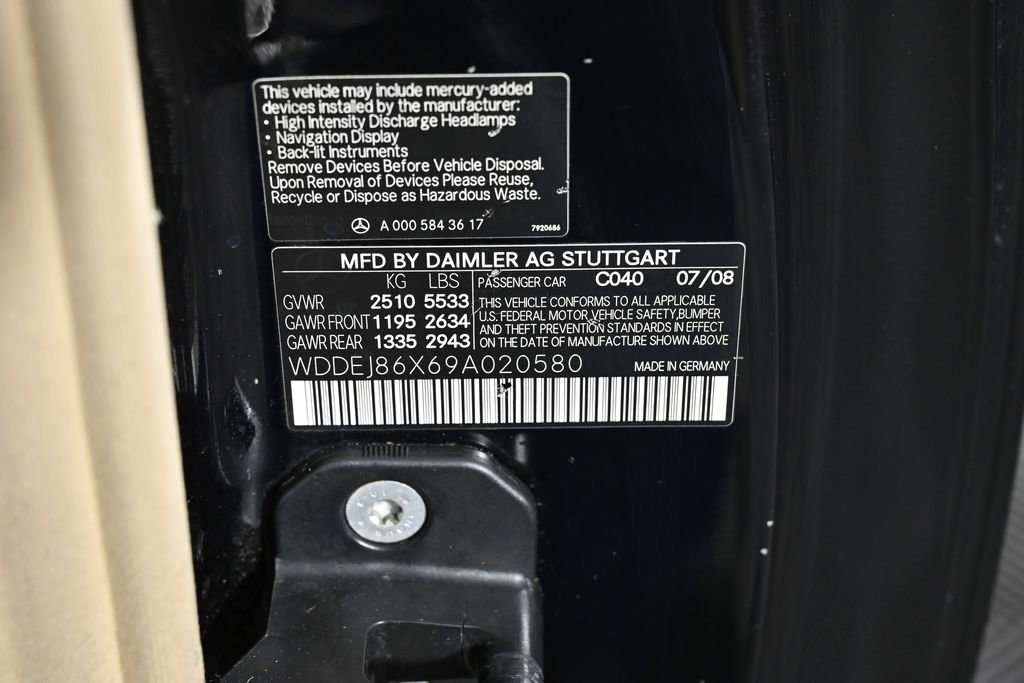 This vehicle may include mercury-added
devices installed by the manufacturer:
• High Intensity Discharge Headlamps
• Navigation Display
• Back-lit Instruments
Remove Devices Before Vehicle Disposal.
Upon Removal of Devices Please Reuse,
Recycle or Dispose as Hazardous Waste.
A 000 584 36 17 7920686
MFD BY DAIMLER AG STUTTGART
KG LBS
GVWR 2510 5533
GAWR FRONT 1195 2634
GAWR REAR 1335 2943
PASSENGER CAR C040 07/08
THIS VEHICLE CONFORMS TO ALL APPLICABLE
U.S. FEDERAL MOTOR VEHICLE SAFETY,BUMPER
AND THEFT PREVENTION STANDARDS IN EFFECT
ON THE DATE OF MANUFACTURE SHOWN ABOVE
WDDEJ86X69A020580 MADE IN GERMANY